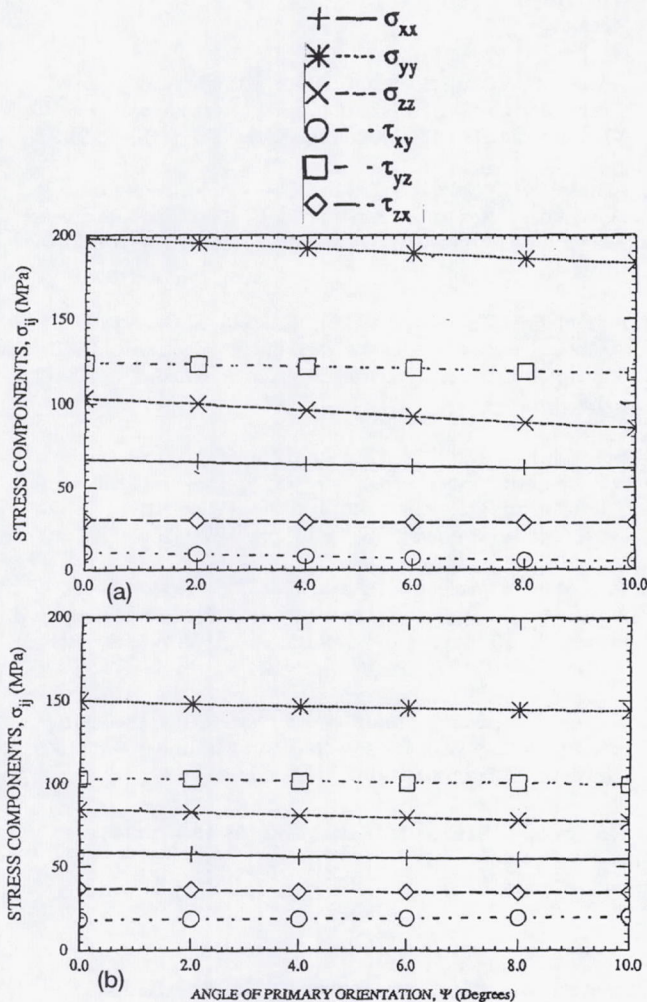 σxx
σyy
σzz
τxy
τyz
τzx
STRESS COMPONENTS, σij (MPa)
200
150
100
50
0
0.0 2.0 4.0 6.0 8.0 10.0
(a)
STRESS COMPONENTS, σij (MPa)
200
150
100
50
0
0.0 2.0 4.0 6.0 8.0 10.0
(b)
ANGLE OF PRIMARY ORIENTATION, Ψ (Degrees)